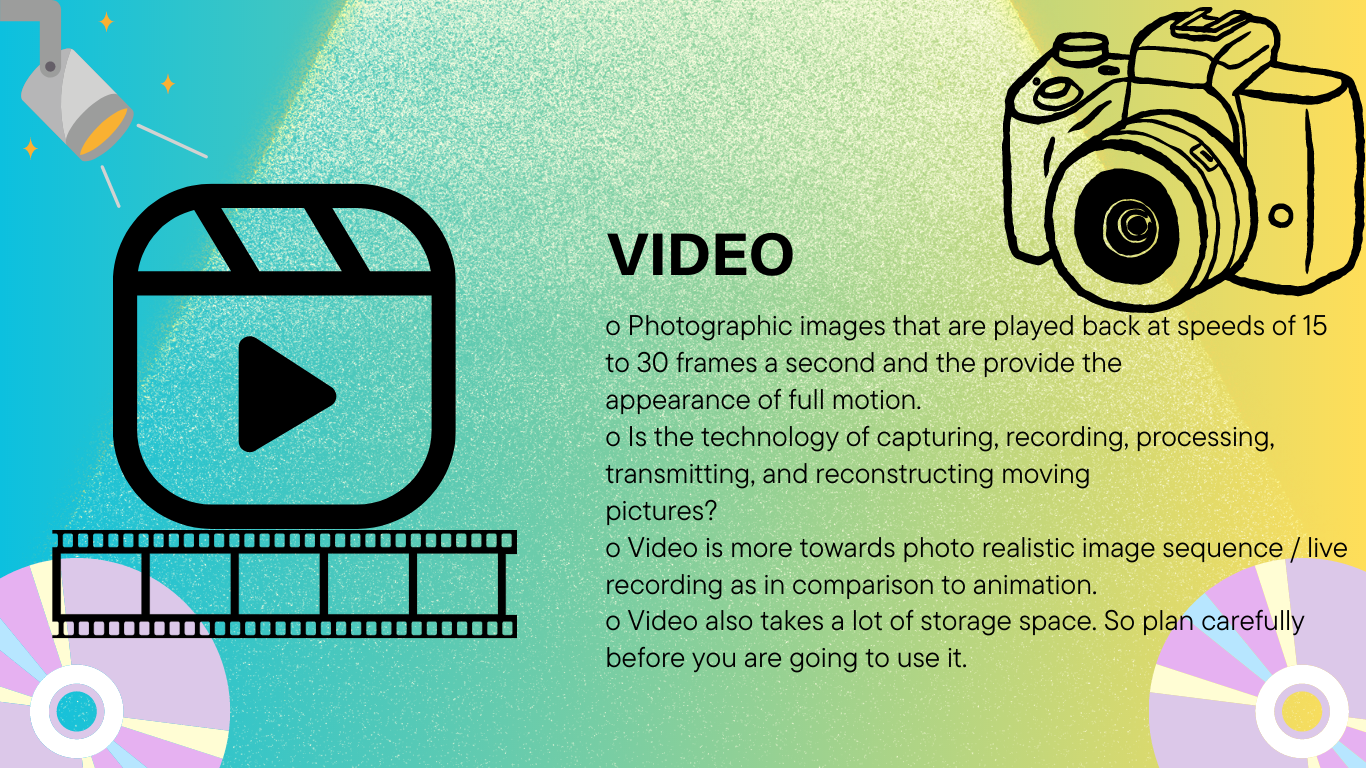 VIDEO
o Photographic images that are played back at speeds of 15
to 30 frames a second and the provide the
appearance of full motion.
o Is the technology of capturing, recording, processing,
transmitting, and reconstructing moving
pictures?
o Video is more towards photo realistic image sequence / live
recording as in comparison to animation.
o Video also takes a lot of storage space. So plan carefully
before you are going to use it.